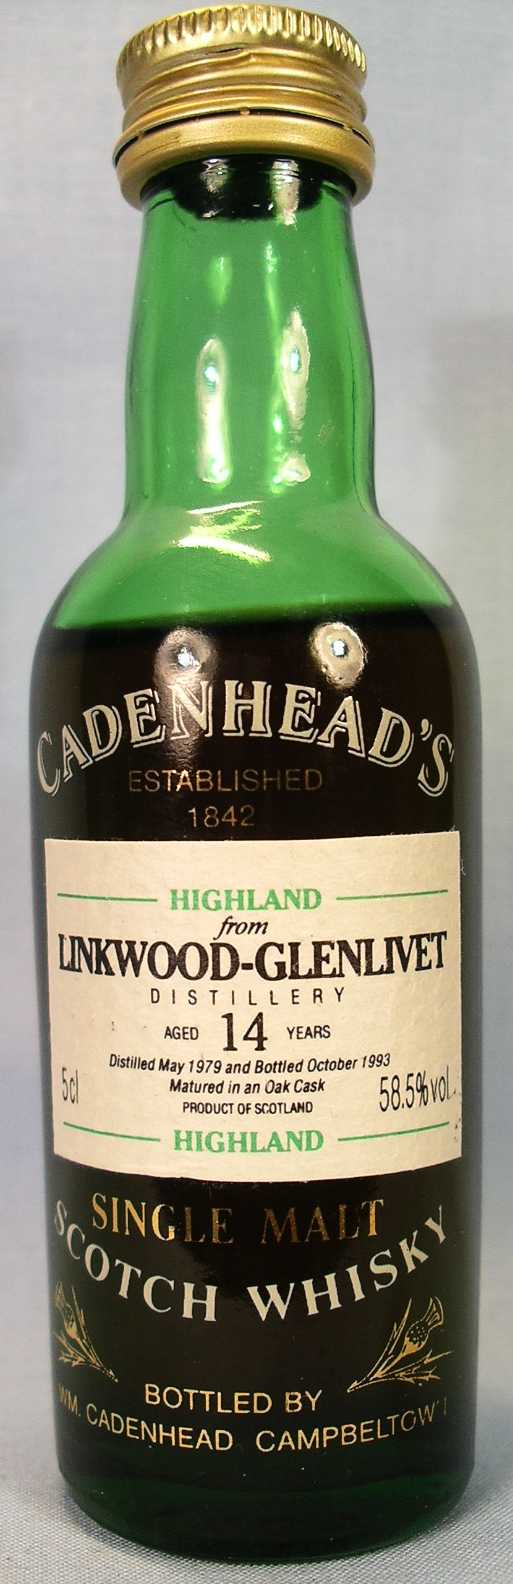 CADENHEAD'S
ESTABLISHED
1842
HIGHLAND
from
LINKWOOD-GLENLIVET
DISTILLERY
AGED 14 YEARS
Distilled May 1979 and Bottled October 1993
Matured in an Oak Cask
5cl
PRODUCT OF SCOTLAND
58.5% vol.
HIGHLAND
SINGLE MALT
SCOTCH WHISKY
BOTTLED BY
WM. CADENHEAD CAMPBELTOW